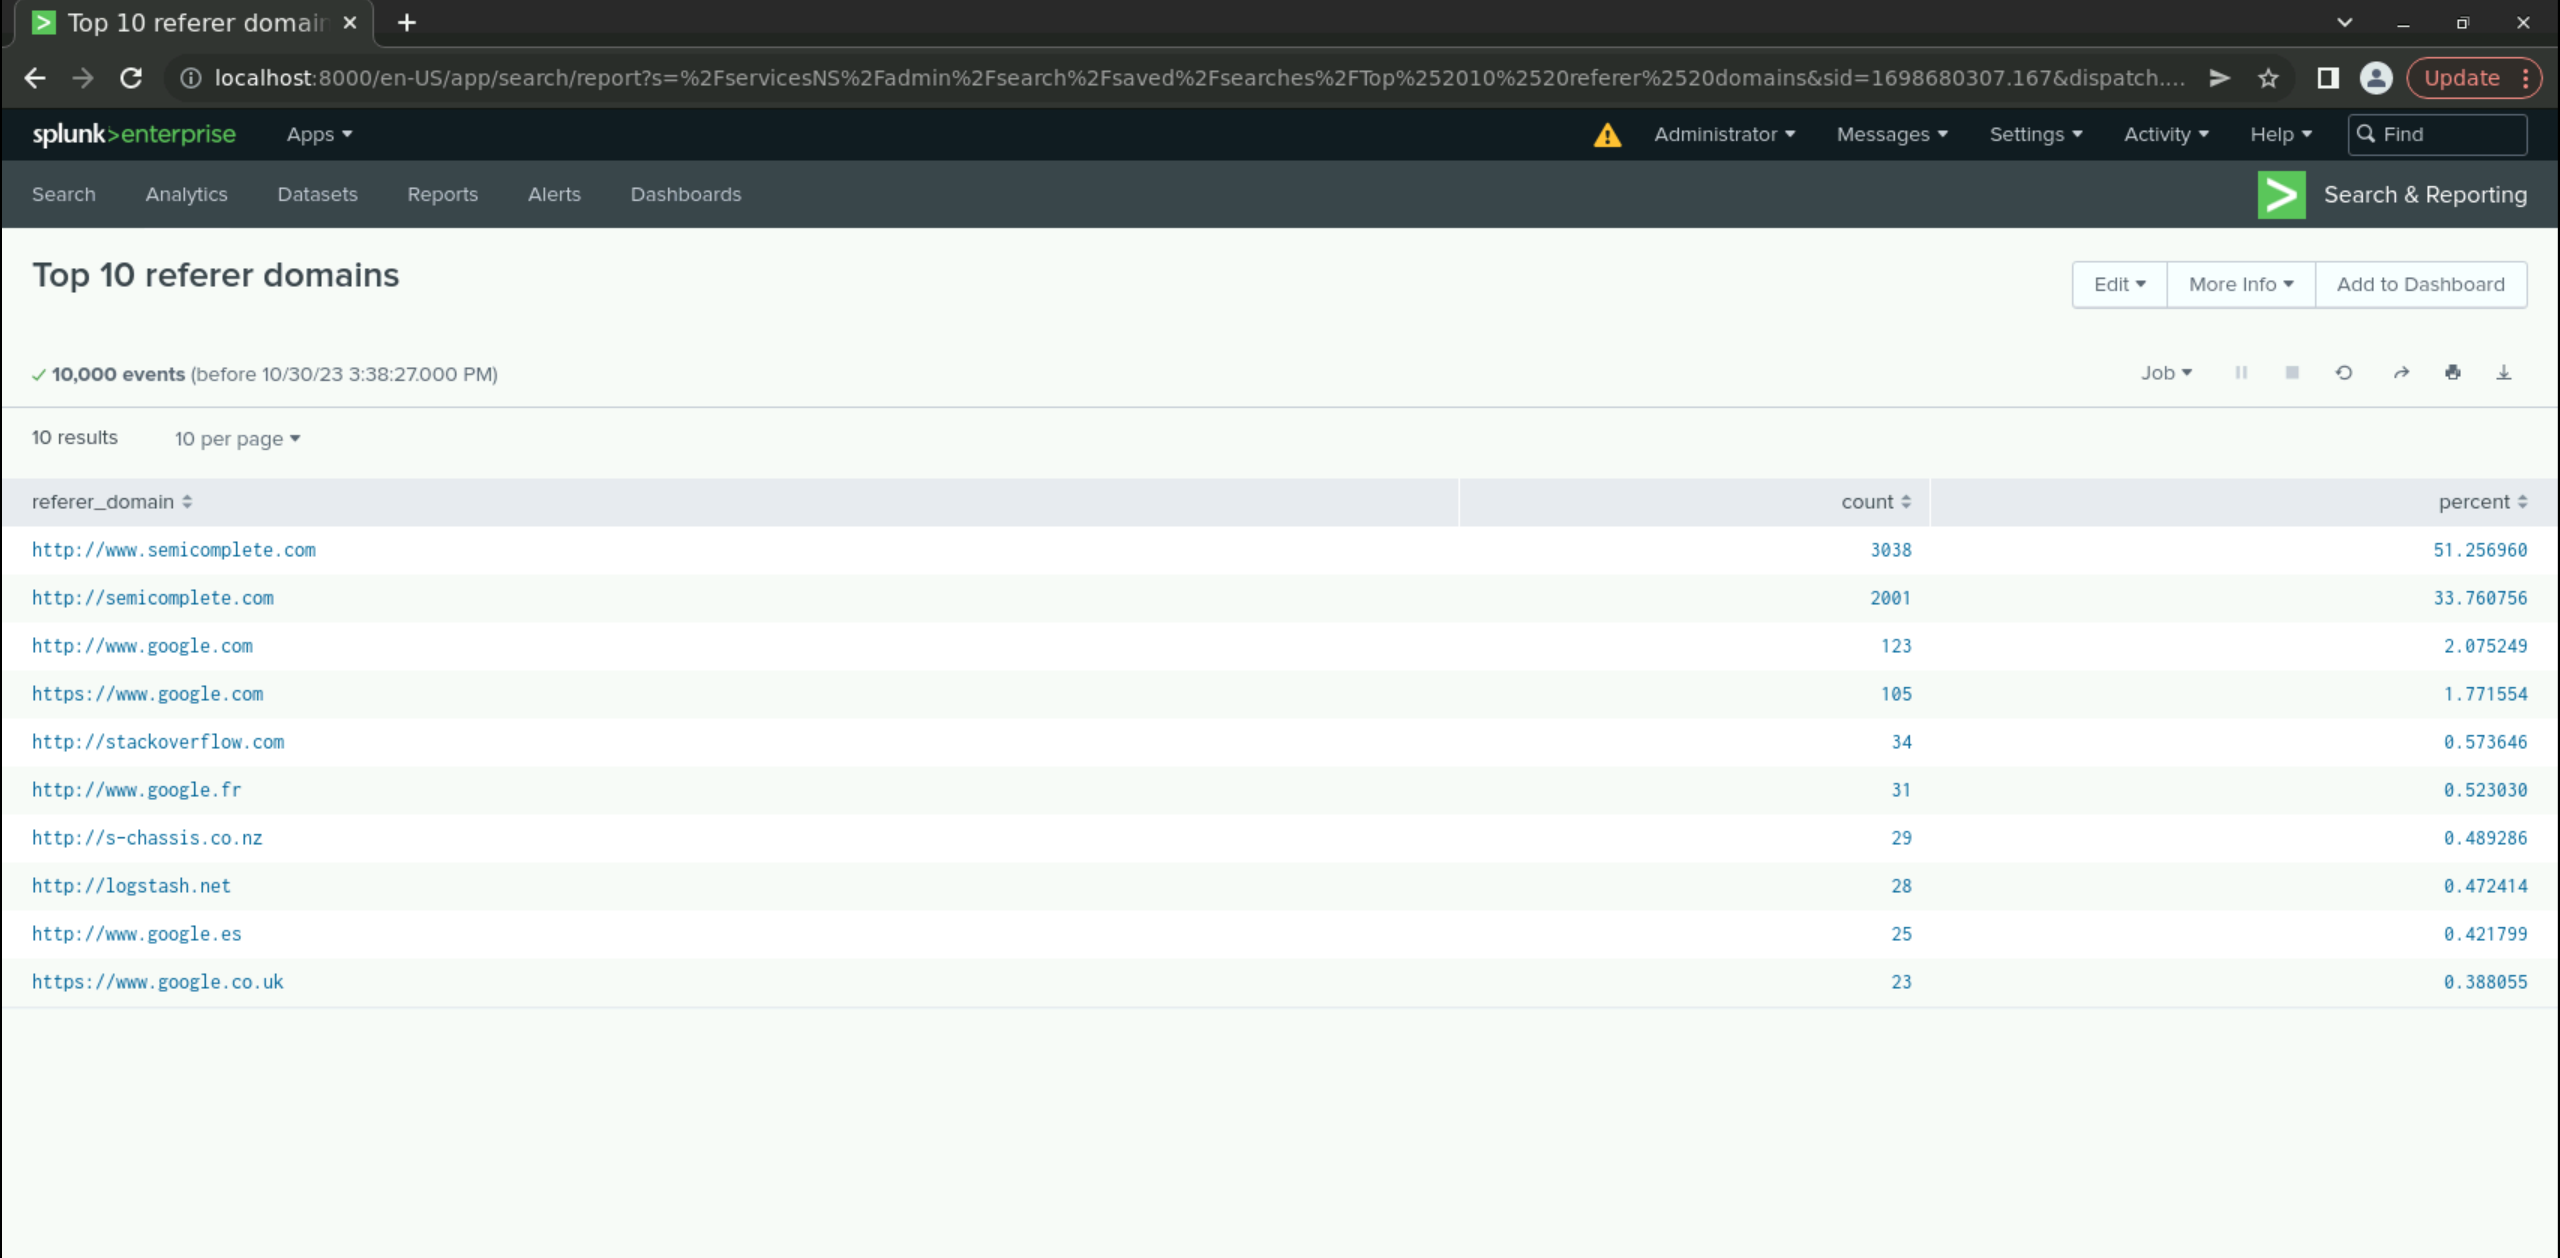 Top 10 referer domain
localhost:8000/en-US/app/search/report?s=%2FservicesNS%2Fadmin%2Fsearch%2Fsaved%2Fsearches%2FTop%252010%2520referer%2520domains&sid=1698680307.167&dispatch.... Update
splunk>enterprise Apps Administrator Messages Settings Activity Help Find
Search Analytics Datasets Reports Alerts Dashboards Search & Reporting
Top 10 referer domains
Edit More Info Add to Dashboard
10,000 events (before 10/30/23 3:38:27.000 PM) Job
10 results 10 per page
referer_domain count percent
http://www.semicomplete.com 3038 51.256960
http://semicomplete.com 2001 33.760756
http://www.google.com 123 2.075249
https://www.google.com 105 1.771554
http://stackoverflow.com 34 0.573646
http://www.google.fr 31 0.523030
http://s-chassis.co.nz 29 0.489286
http://logstash.net 28 0.472414
http://www.google.es 25 0.421799
https://www.google.co.uk 23 0.388055